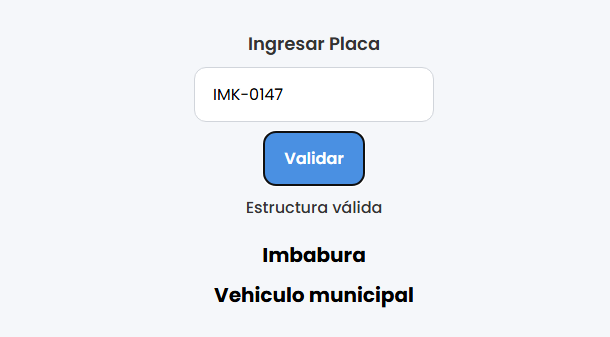 Ingresar Placa
IMK-0147
Validar
Estructura válida
Imbabura
Vehiculo municipal